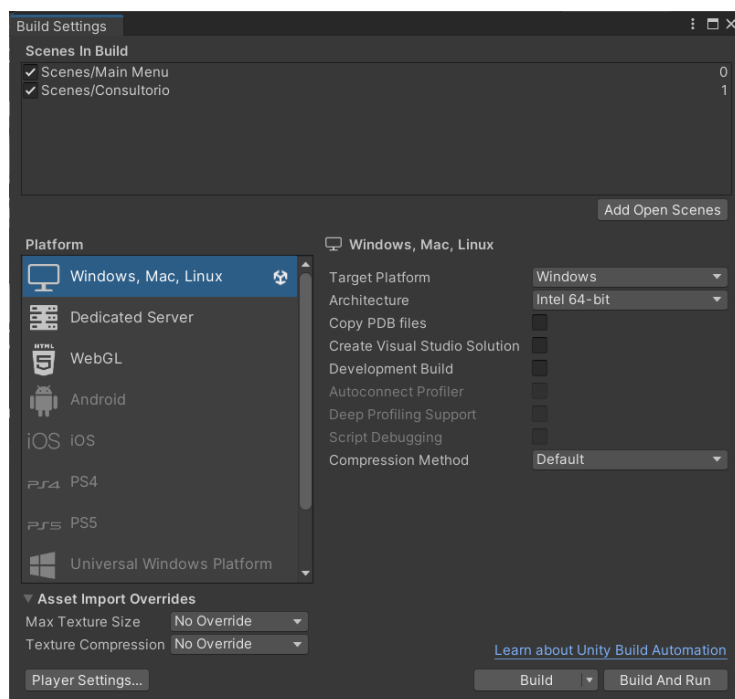 Build Settings
Scenes In Build
Scenes/Main Menu 0
Scenes/Consultorio 1
Add Open Scenes
Platform
Windows, Mac, Linux
Dedicated Server
HTML 5 WebGL
Android
iOS iOS
PS4 PS4
PS5 PS5
Universal Windows Platform
Windows, Mac, Linux
Target Platform Windows
Architecture Intel 64-bit
Copy PDB files
Create Visual Studio Solution
Development Build
Autoconnect Profiler
Deep Profiling Support
Script Debugging
Compression Method Default
Asset Import Overrides
Max Texture Size No Override
Texture Compression No Override
Learn about Unity Build Automation
Player Settings... Build Build And Run